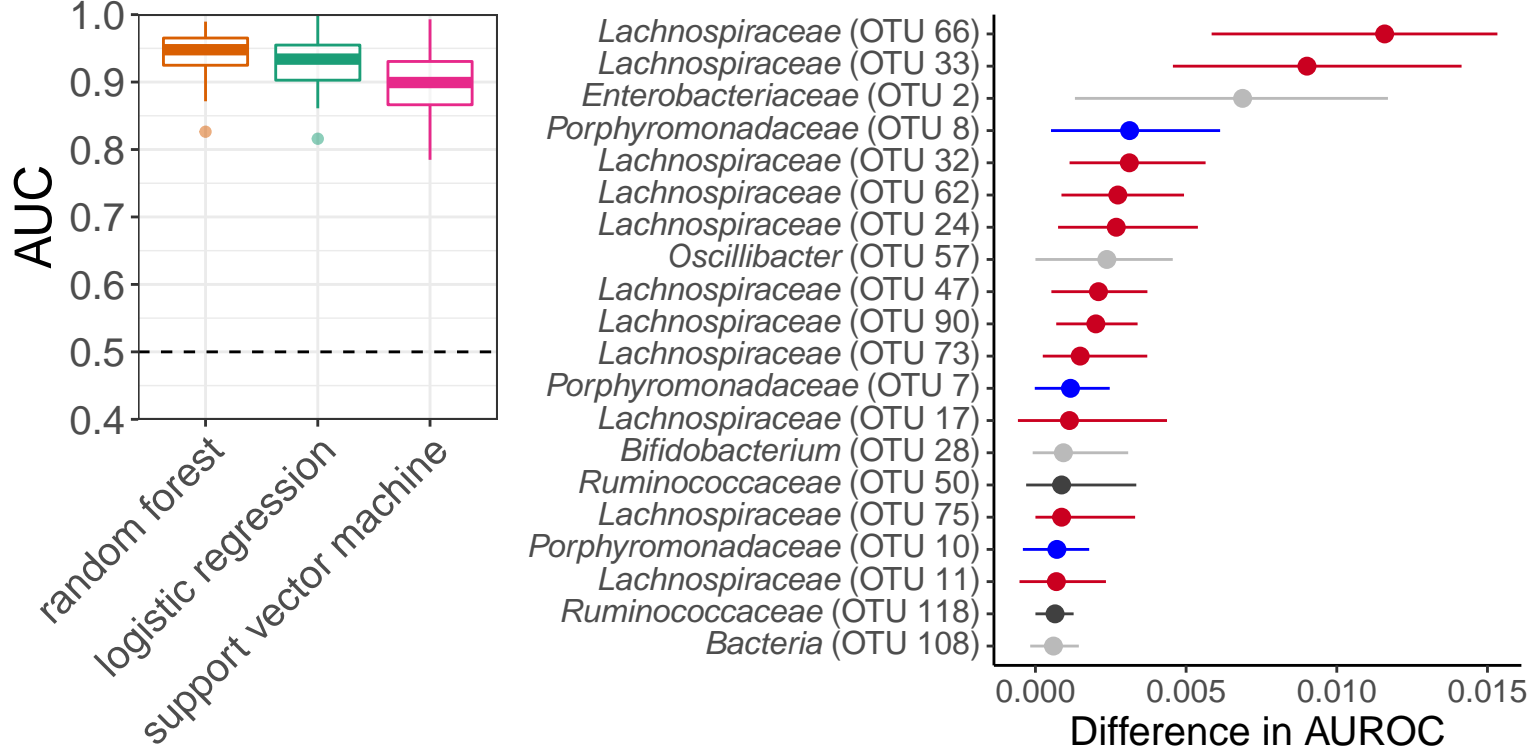 AUC
1.0
0.9
0.8
0.7
0.6
0.5
0.4
random forest
logistic regression
support vector machine
Lachnospiraceae (OTU 66)
Lachnospiraceae (OTU 33)
Enterobacteriaceae (OTU 2)
Porphyromonadaceae (OTU 8)
Lachnospiraceae (OTU 32)
Lachnospiraceae (OTU 62)
Lachnospiraceae (OTU 24)
Oscillibacter (OTU 57)
Lachnospiraceae (OTU 47)
Lachnospiraceae (OTU 90)
Lachnospiraceae (OTU 73)
Porphyromonadaceae (OTU 7)
Lachnospiraceae (OTU 17)
Bifidobacterium (OTU 28)
Ruminococcaceae (OTU 50)
Lachnospiraceae (OTU 75)
Porphyromonadaceae (OTU 10)
Lachnospiraceae (OTU 11)
Ruminococcaceae (OTU 118)
Bacteria (OTU 108)
0.000 0.005 0.010 0.015
Difference in AUROC